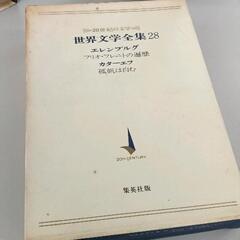 20世紀の文学
世界文学全集28
エレンブルグ
フリオ・フレニトの遍歴
カターエフ
孤帆は白む
20TH CENTURY
集英社版